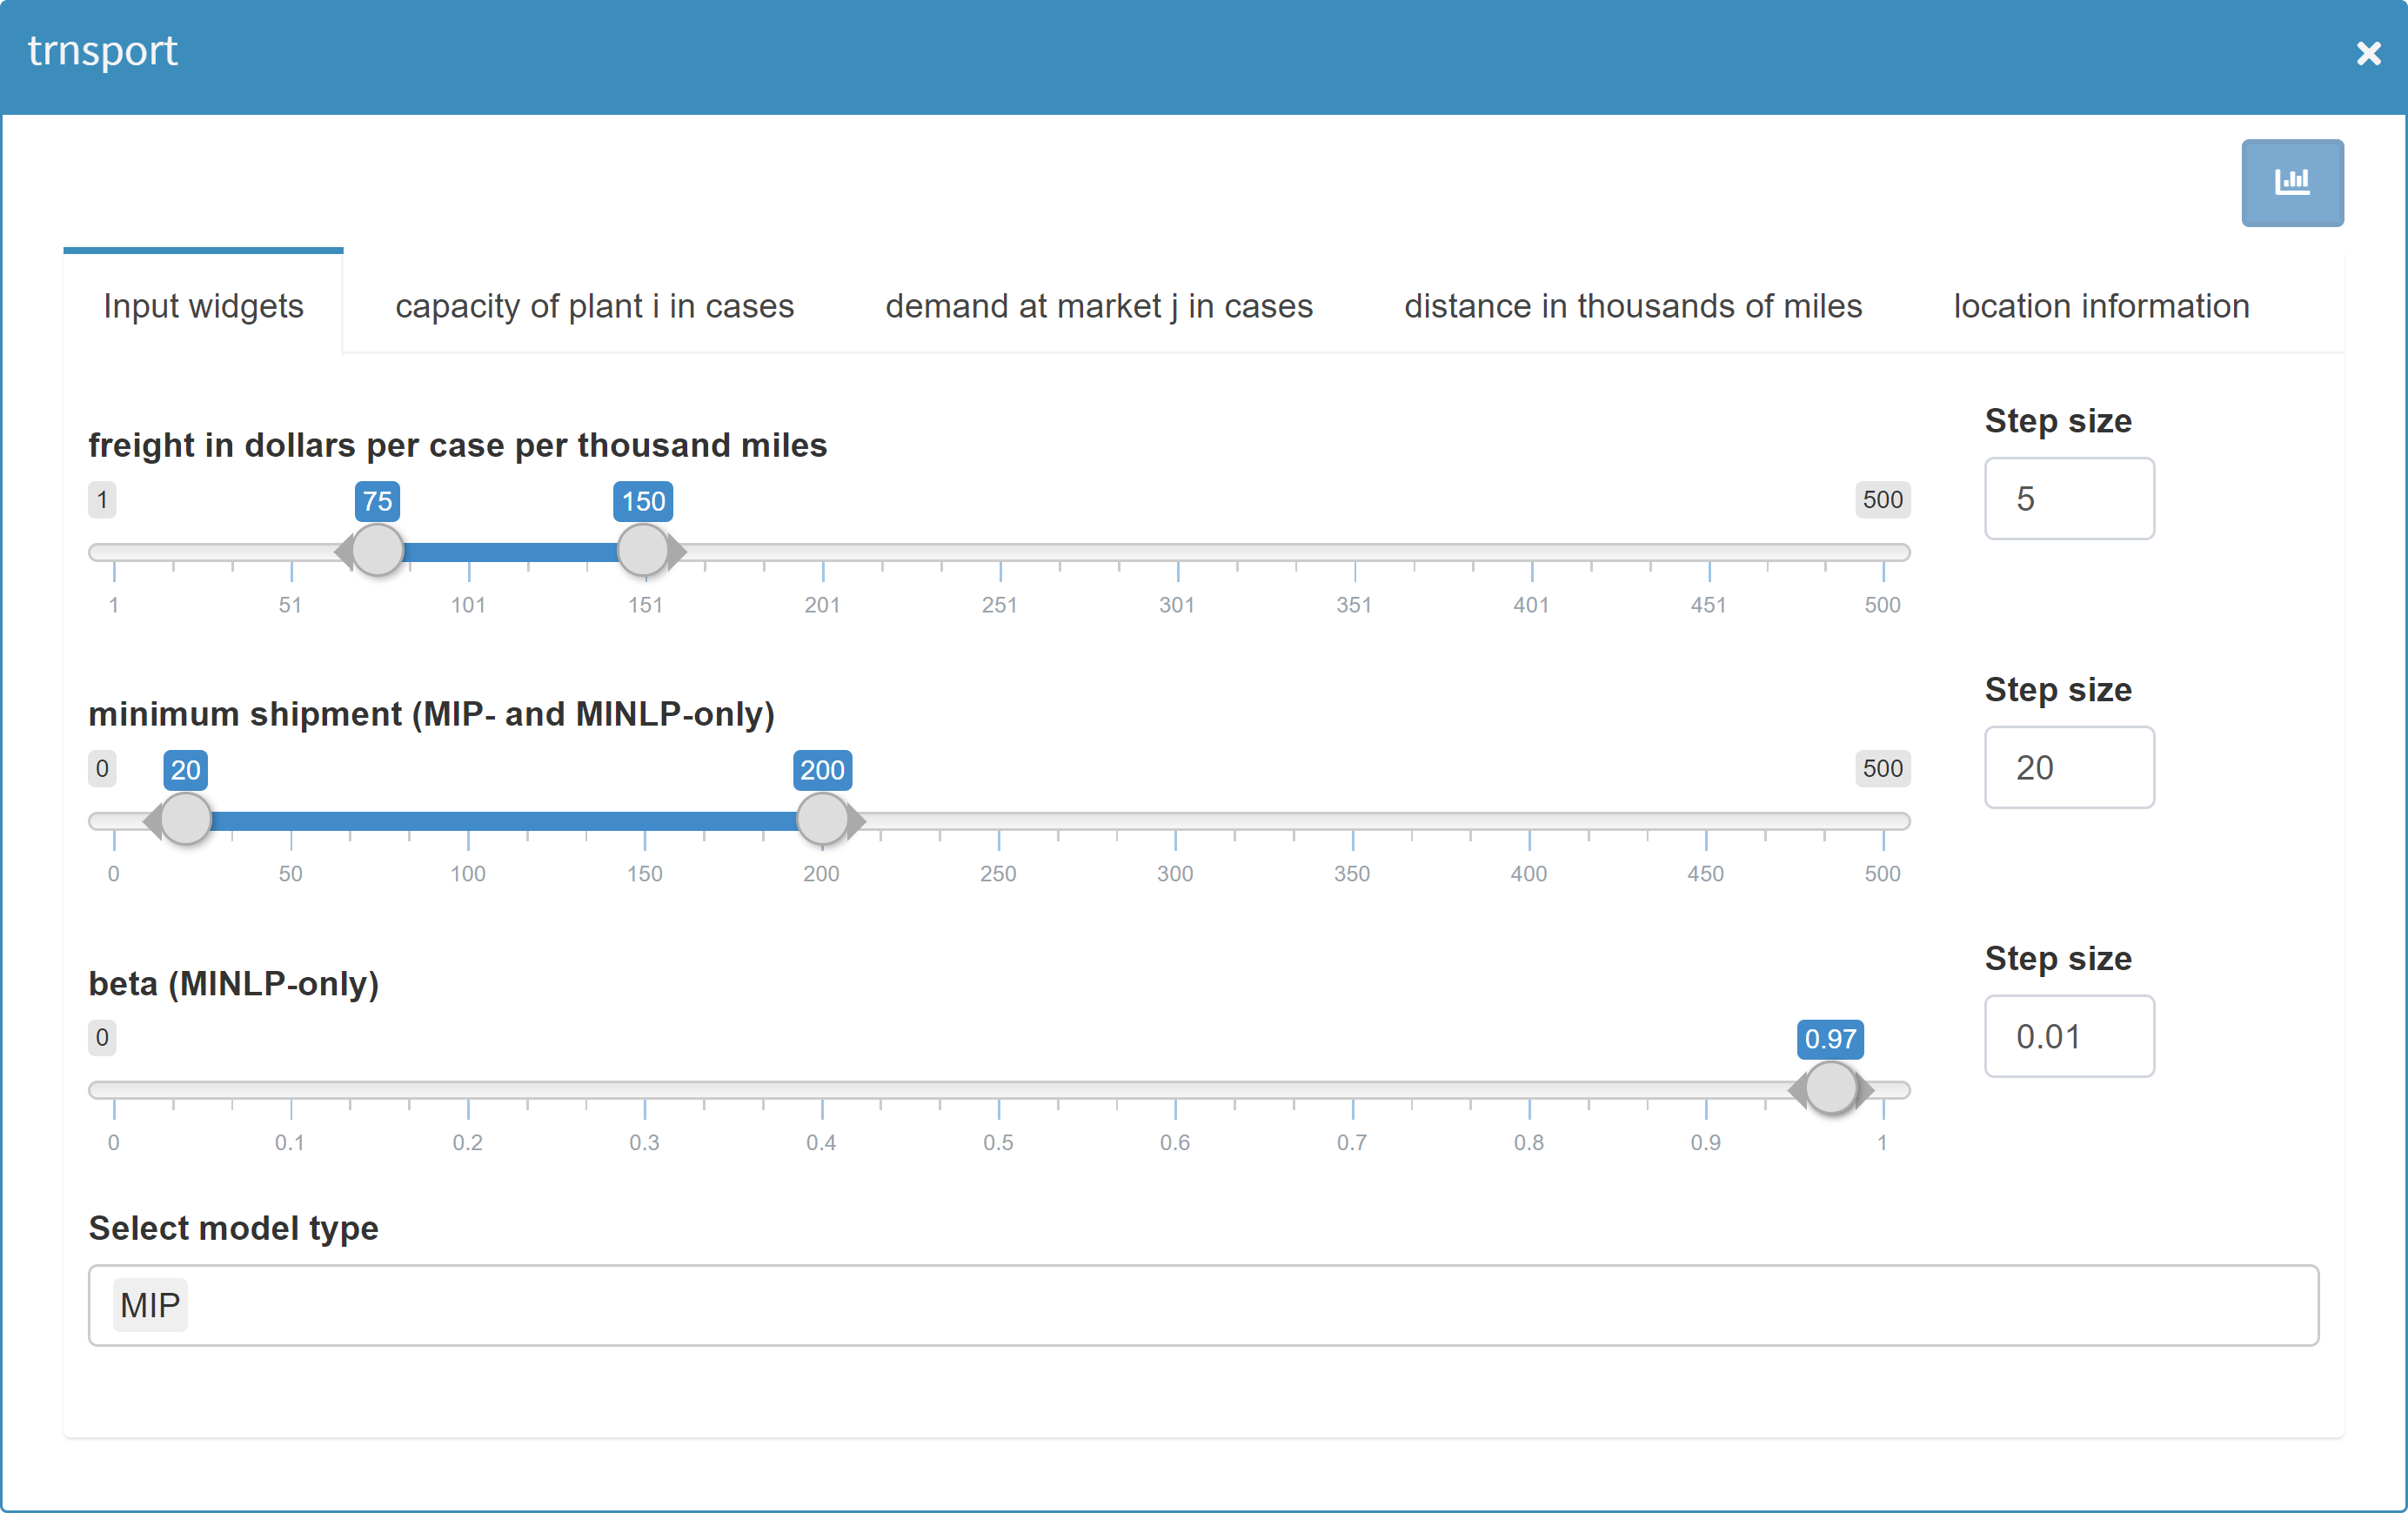 trnsport
Input widgets capacity of plant i in cases demand at market j in cases distance in thousands of miles location information
freight in dollars per case per thousand miles
Step size
1 75 150 500
5
1 51 101 151 201 251 301 351 401 451 500
minimum shipment (MIP- and MINLP-only)
Step size
0 20 200 500
20
0 50 100 150 200 250 300 350 400 450 500
beta (MINLP-only)
Step size
0 0.97
0.01
0 0.1 0.2 0.3 0.4 0.5 0.6 0.7 0.8 0.9 1
Select model type
MIP